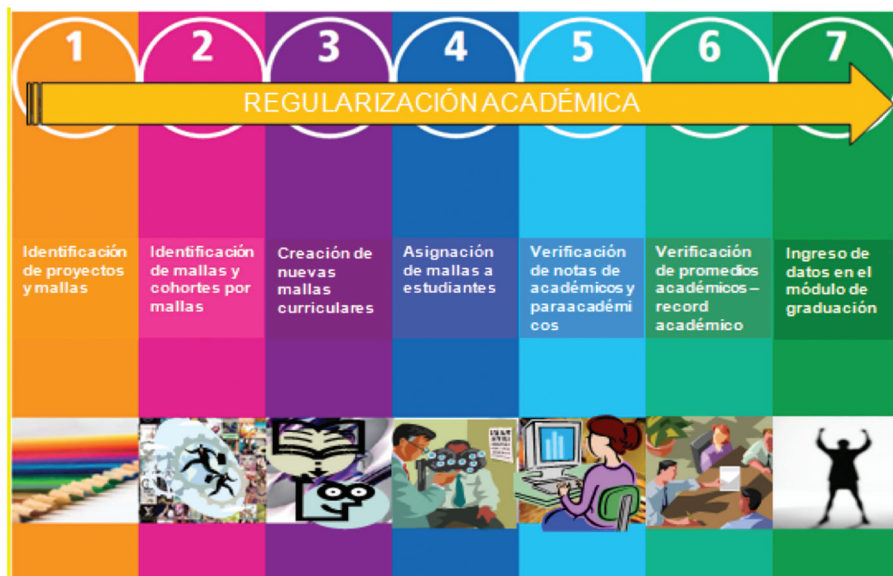 1
2
3
4
5
6
7
REGULARIZACIÓN ACADÉMICA
Identificación
de proyectos
y mallas
Identificación
de mallas y
cohortes por
mallas
Creación de
nuevas
mallas
curriculares
Asignación
de mallas a
estudiantes
Verificación
de notas de
académicos y
paraacadémi
cos
Verificación
de promedios
académicos –
record
académico
Ingreso de
datos en el
módulo de
graduación